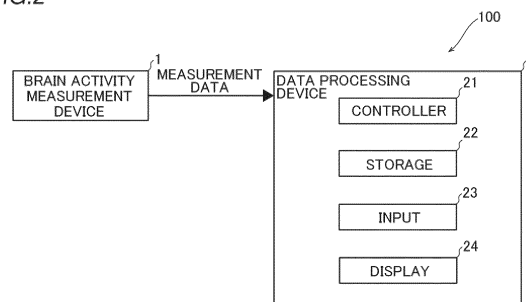 FIG.2
100
1
BRAIN ACTIVITY
MEASUREMENT
DEVICE
MEASUREMENT
DATA
DATA PROCESSING
DEVICE
21
CONTROLLER
22
STORAGE
23
INPUT
24
DISPLAY